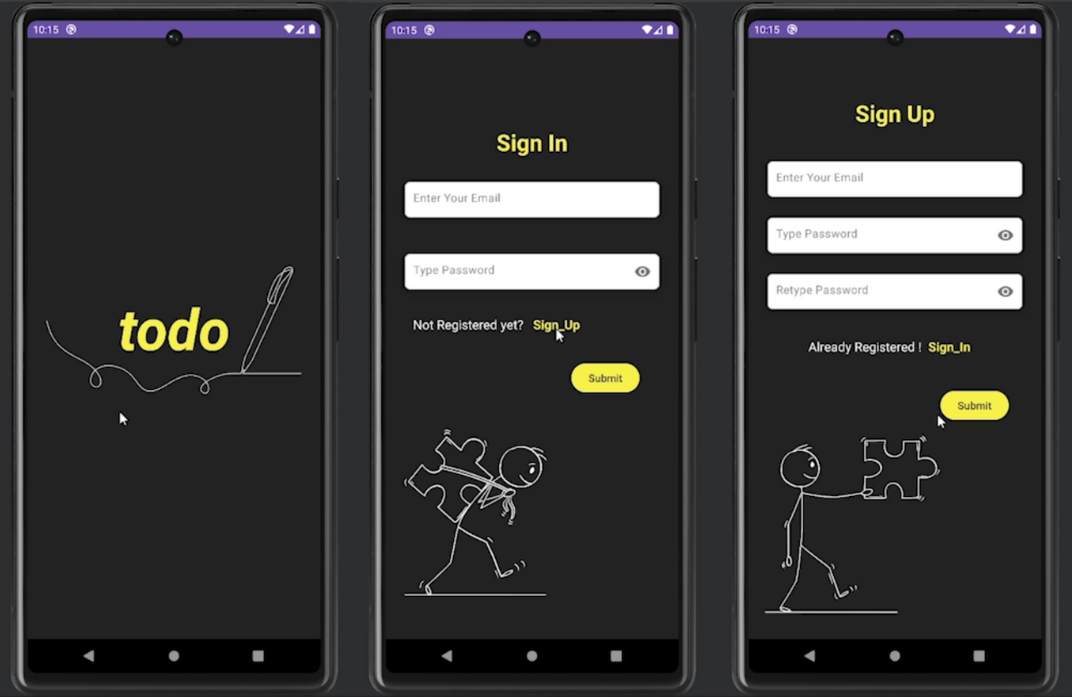 10:15
todo
10:15
Sign In
Enter Your Email
Type Password
Not Registered yet? Sign_Up
Submit
10:15
Sign Up
Enter Your Email
Type Password
Retype Password
Already Registered ! Sign_In
Submit